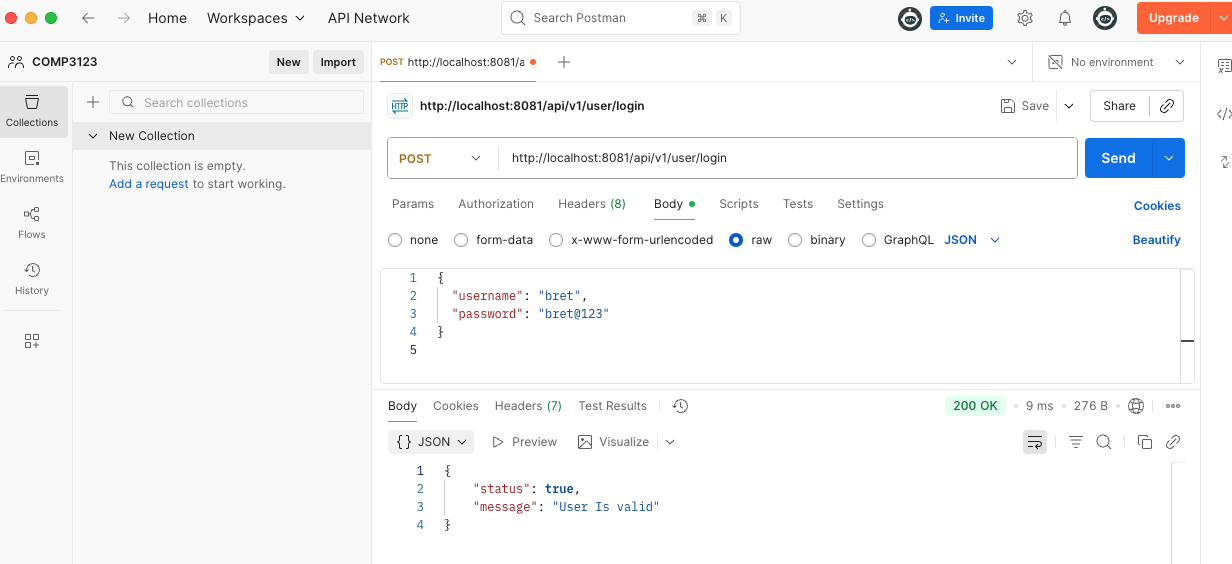 Home Workspaces API Network Search Postman ⌘ K Invite Upgrade
COMP3123 New Import POST http://localhost:8081/a No environment
Collections Search collections http://localhost:8081/api/v1/user/login Save Share
New Collection
This collection is empty.
Add a request to start working.
Environments
Flows
History
POST http://localhost:8081/api/v1/user/login Send
Params Authorization Headers (8) Body Scripts Tests Settings Cookies
none form-data x-www-form-urlencoded raw binary GraphQL JSON Beautify
1 {
2 "username": "bret",
3 "password": "bret@123"
4 }
5
Body Cookies Headers (7) Test Results 200 OK 9 ms 276 B
{} JSON Preview Visualize
1 {
2 "status": true,
3 "message": "User Is valid"
4 }